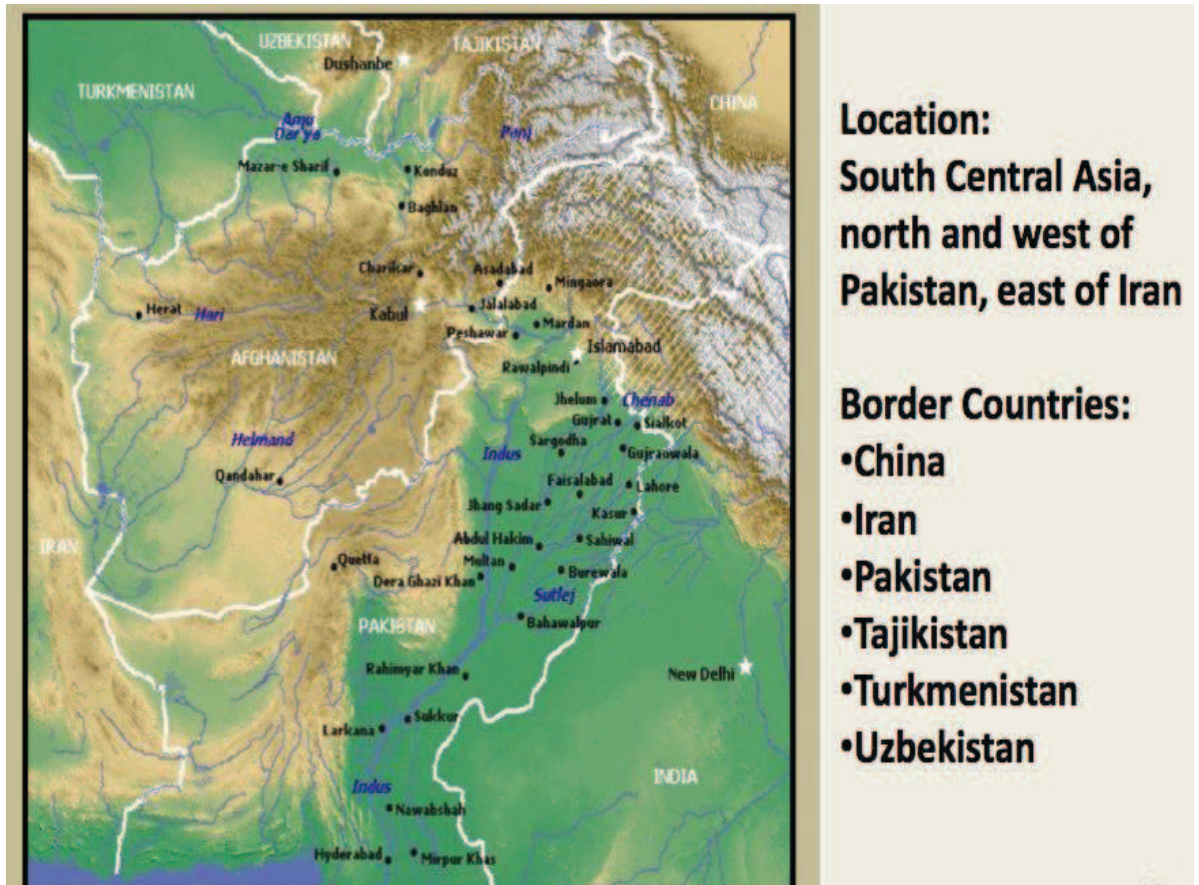 UZBEKISTAN
TAJIKISTAN
Dushanbe
TURKMENISTAN
CHINA
Amu
Dar'ya
Panj
Mazar-e Sharif
Konduz
Baghlan
Charikar
Asadabad
Mingaora
Herat
Hari
Kabul
Jalalabad
Mardan
Peshawar
Islamabad
AFGHANISTAN
Rawalpindi
Jhelum
Chenab
Gujrat
Sialkot
Helmand
Indus
Sargodha
Gujraowala
Qandahar
Faisalabad
Lahore
Jhang Sadar
Kasur
IRAN
Abdul Hakim
Sahiwal
Quetta
Multan
Burewala
Dera Ghazi Khan
Sutlej
PAKISTAN
Bahawalpur
Rahimyar Khan
New Delhi
Larkana
Sukkur
INDIA
Indus
Nawabshah
Hyderabad
Mirpur Khas
Location:
South Central Asia,
north and west of
Pakistan, east of Iran
Border Countries:
•China
•Iran
•Pakistan
•Tajikistan
•Turkmenistan
•Uzbekistan